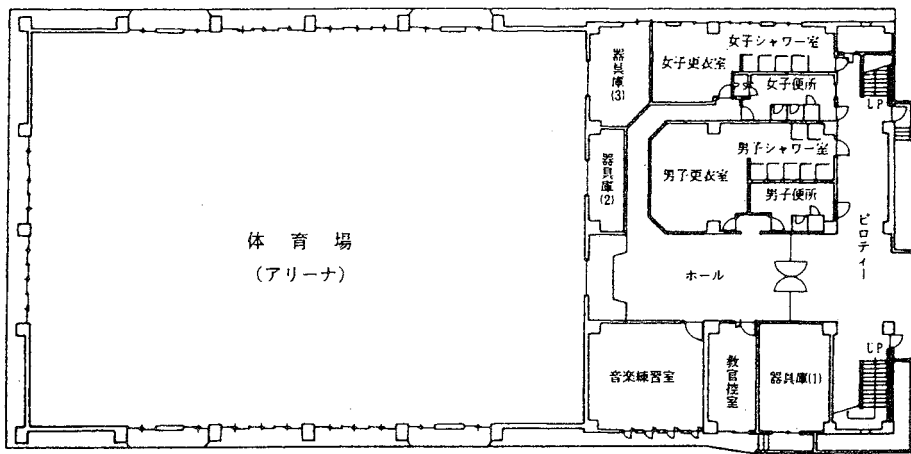 女子シャワー室
器具庫
(3)
女子更衣室
女子便所
UP
男子シャワー室
器具庫
(2)
男子更衣室
男子便所
ピロティー
体育場
(アリーナ)
ホール
UP
音楽練習室
教官控室
器具庫(1)